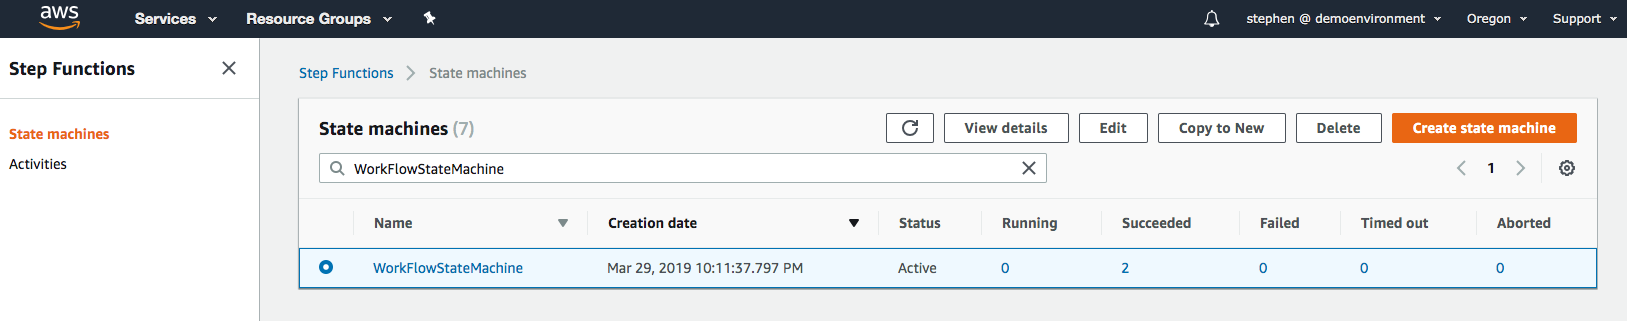 aws Services Resource Groups stephen @ demoenvironment Oregon Support
Step Functions
State machines
Activities
Step Functions > State machines
State machines (7) View details Edit Copy to New Delete Create state machine
WorkFlowStateMachine 1
Name Creation date Status Running Succeeded Failed Timed out Aborted
WorkFlowStateMachine Mar 29, 2019 10:11:37.797 PM Active 0 2 0 0 0